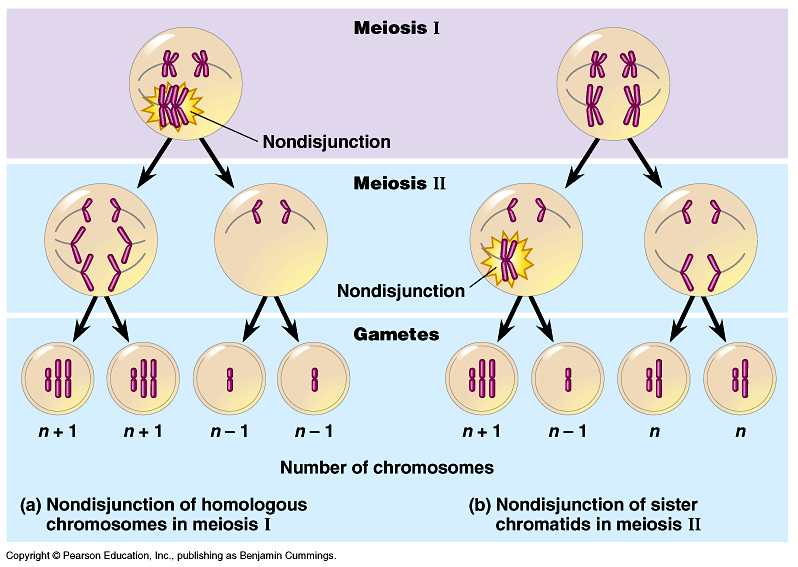 Meiosis I
Nondisjunction
Meiosis II
Nondisjunction
Gametes
n + 1 n + 1 n – 1 n – 1 n + 1 n – 1 n n
Number of chromosomes
(a) Nondisjunction of homologous
chromosomes in meiosis I
(b) Nondisjunction of sister
chromatids in meiosis II
Copyright © Pearson Education, Inc., publishing as Benjamin Cummings.